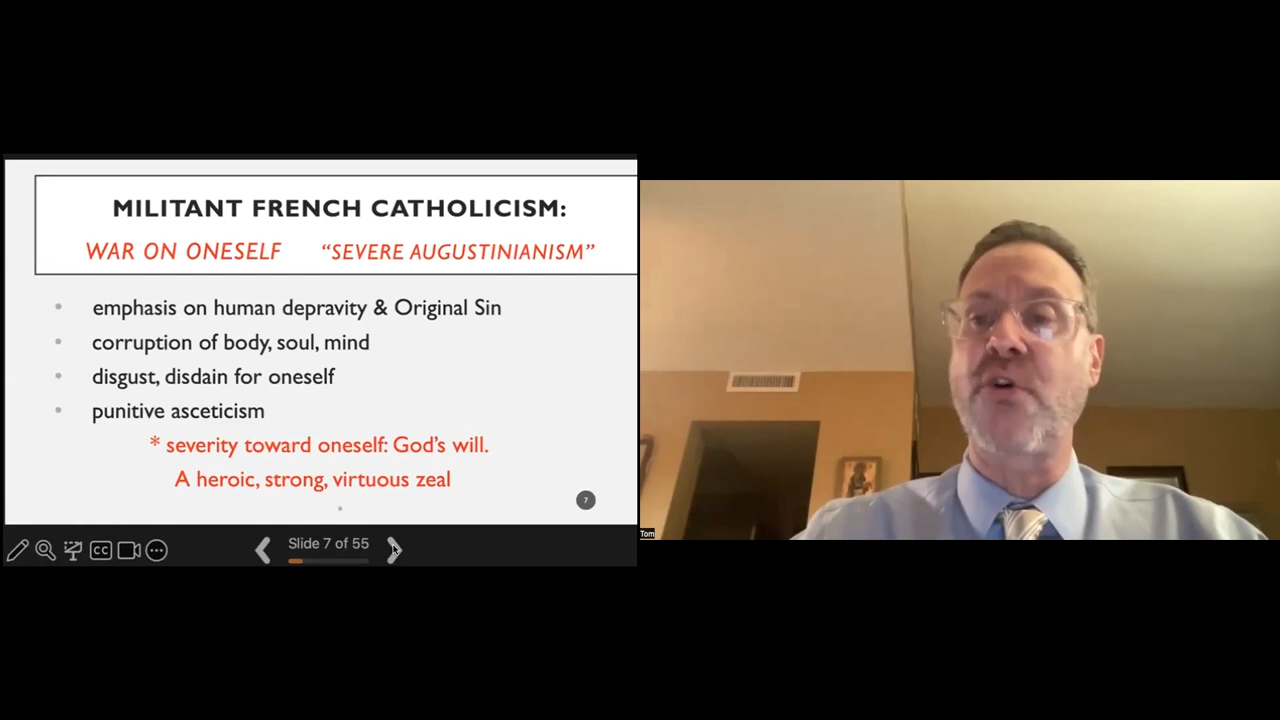 MILITANT FRENCH CATHOLICISM:
WAR ON ONESELF “SEVERE AUGUSTINIANISM”
• emphasis on human depravity & Original Sin
• corruption of body, soul, mind
• disgust, disdain for oneself
• punitive asceticism
* severity toward oneself: God’s will.
A heroic, strong, virtuous zeal
•
7
CC
Slide 7 of 55
Tom